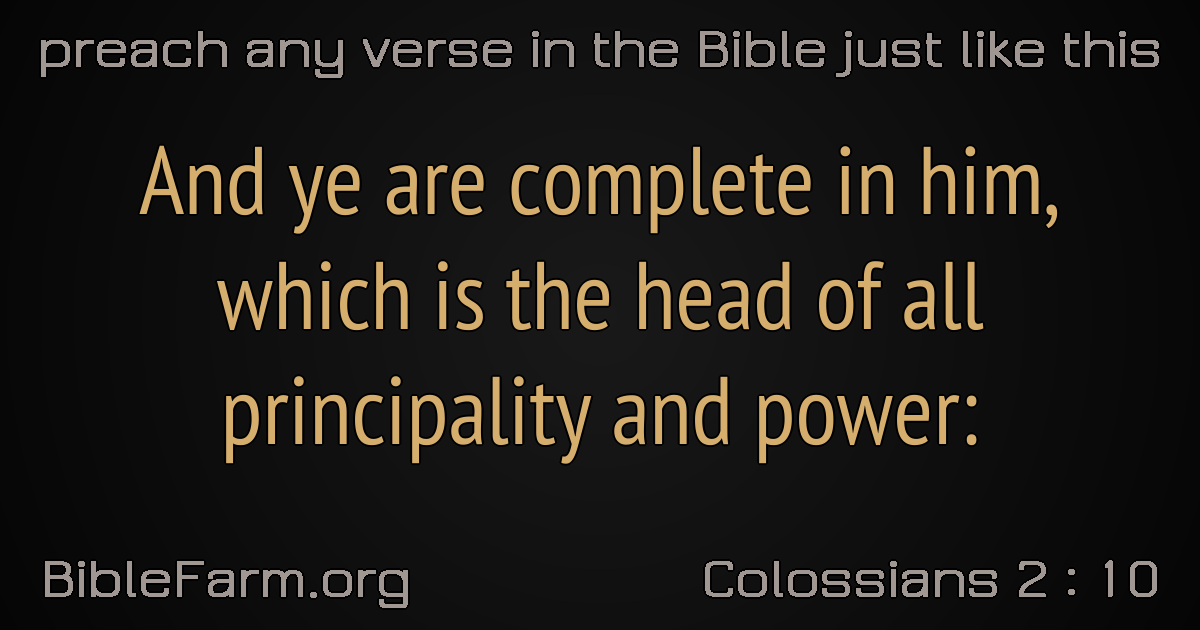 preach any verse in the Bible just like this
And ye are complete in him,
which is the head of all
principality and power:
BibleFarm.org
Colossians 2 : 10